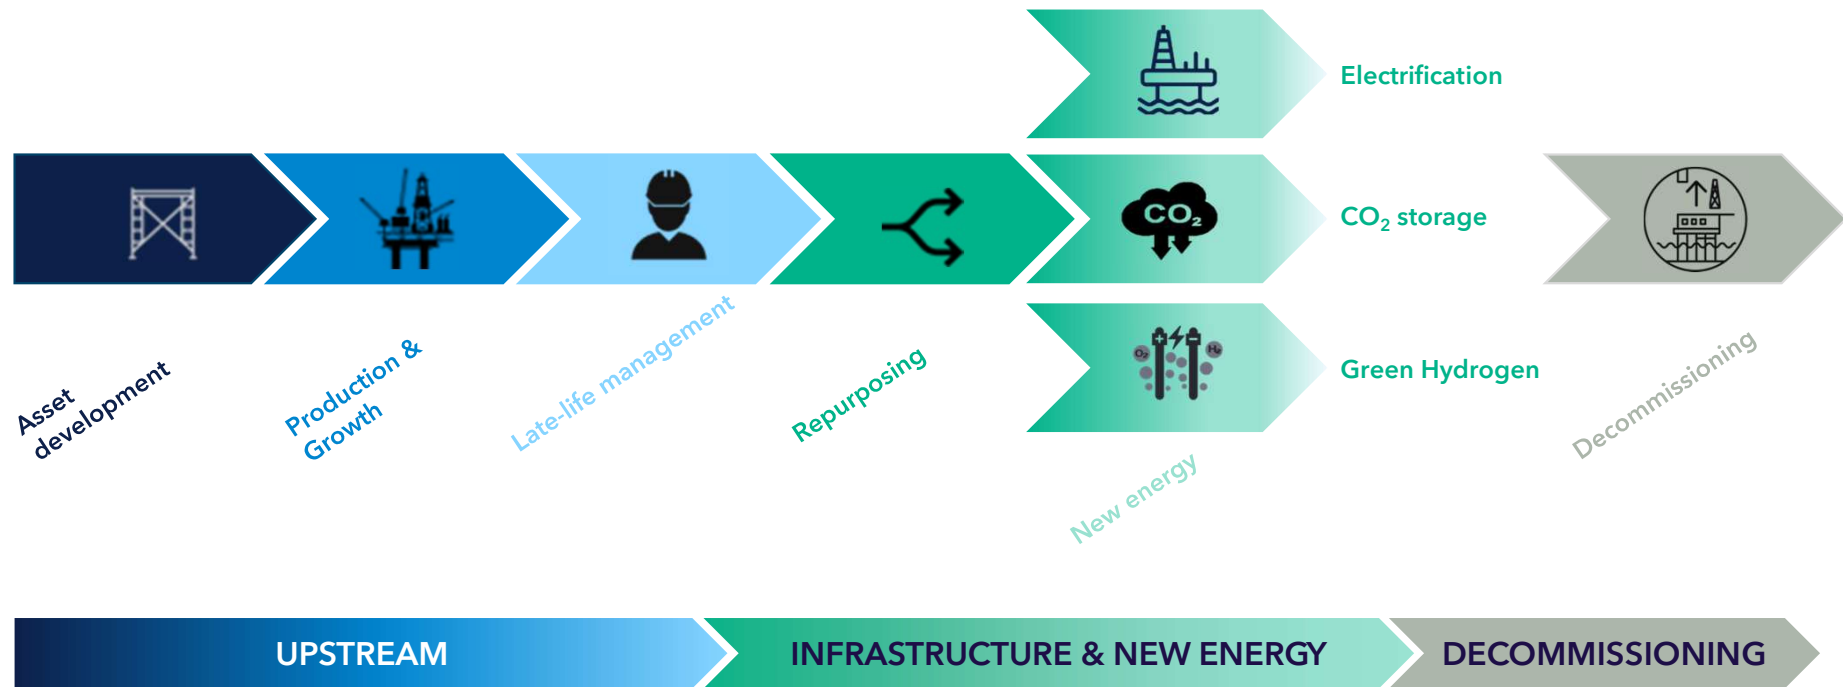 Electrification
CO₂
CO₂ storage
O₂
Green Hydrogen
Asset
development
Production &
Growth
Late-life management
Repurposing
New energy
Decommissioning
UPSTREAM
INFRASTRUCTURE & NEW ENERGY
DECOMMISSIONING